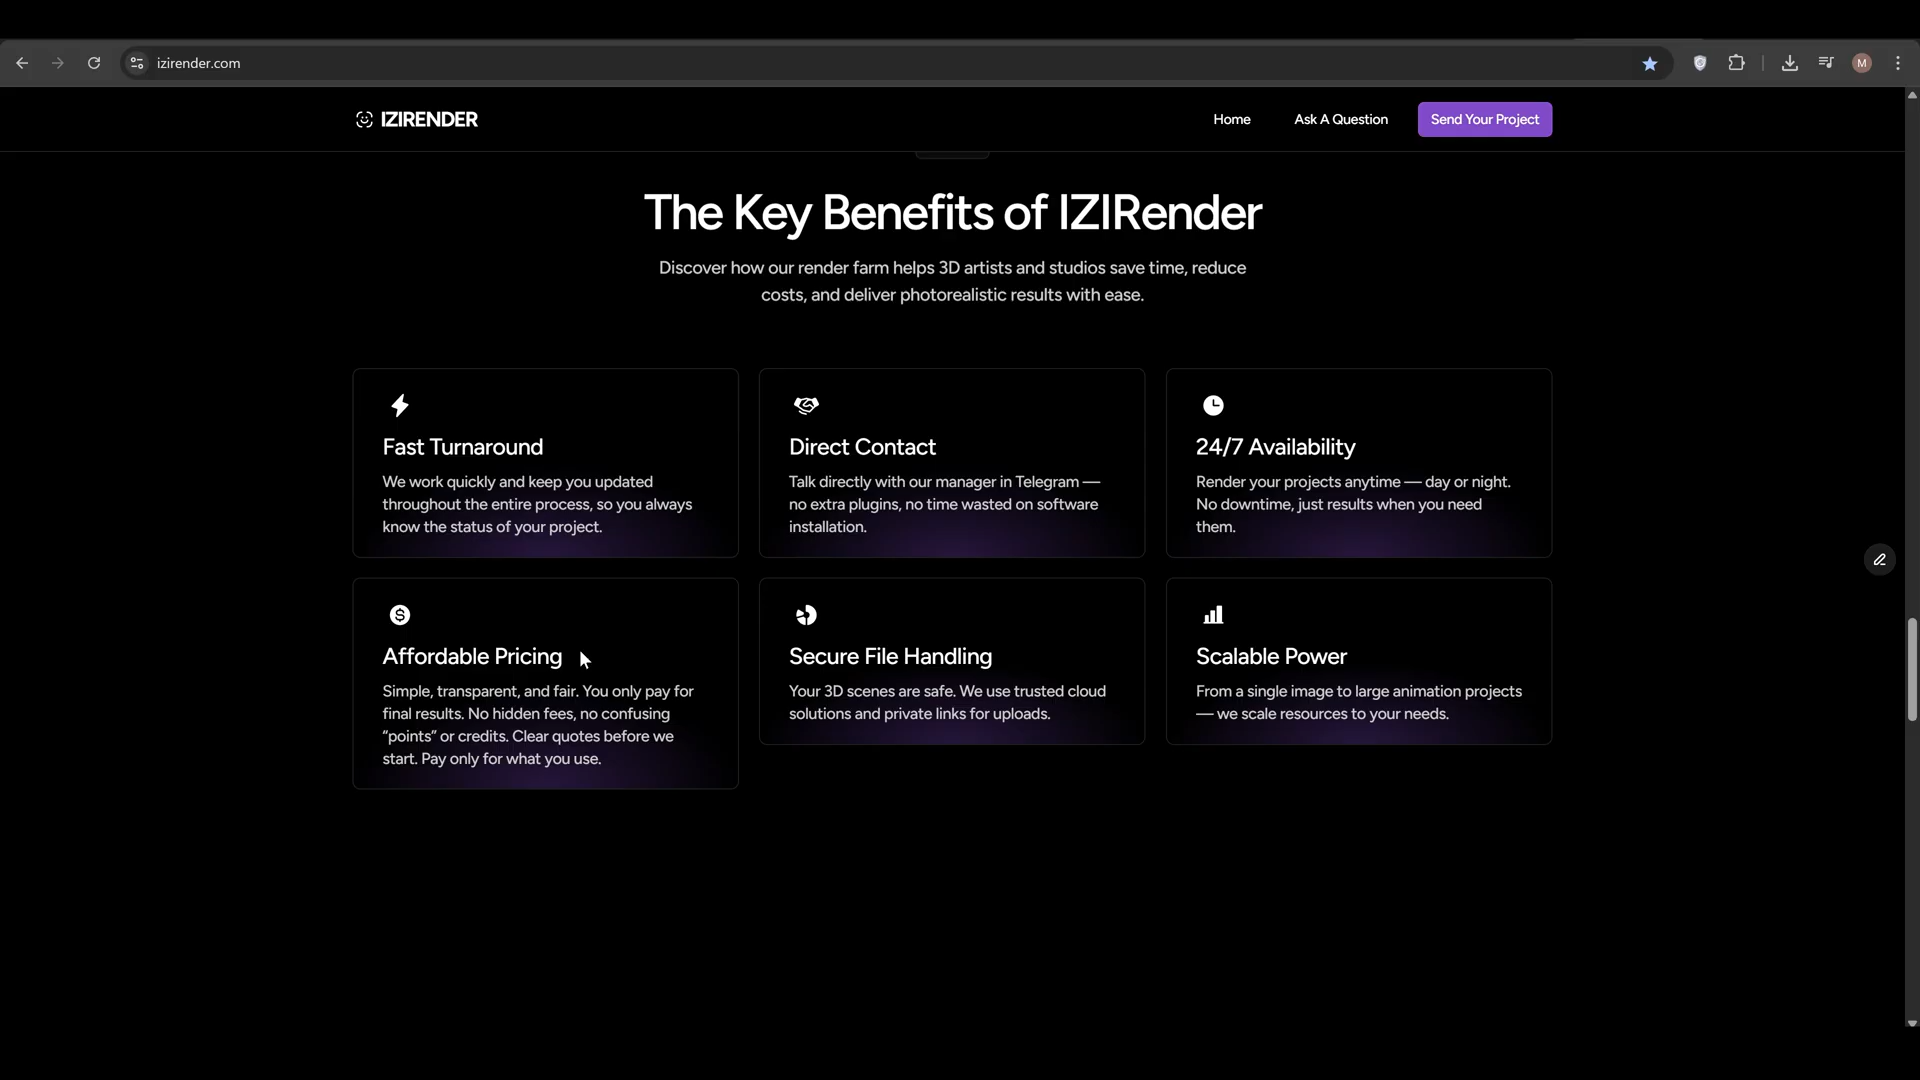 izirender.com
M
IZIRENDER
Home
Ask A Question
Send Your Project
The Key Benefits of IZIRender
Discover how our render farm helps 3D artists and studios save time, reduce
costs, and deliver photorealistic results with ease.
Fast Turnaround
We work quickly and keep you updated
throughout the entire process, so you always
know the status of your project.
Direct Contact
Talk directly with our manager in Telegram —
no extra plugins, no time wasted on software
installation.
24/7 Availability
Render your projects anytime — day or night.
No downtime, just results when you need
them.
Affordable Pricing
Simple, transparent, and fair. You only pay for
final results. No hidden fees, no confusing
“points” or credits. Clear quotes before we
start. Pay only for what you use.
Secure File Handling
Your 3D scenes are safe. We use trusted cloud
solutions and private links for uploads.
Scalable Power
From a single image to large animation projects
— we scale resources to your needs.